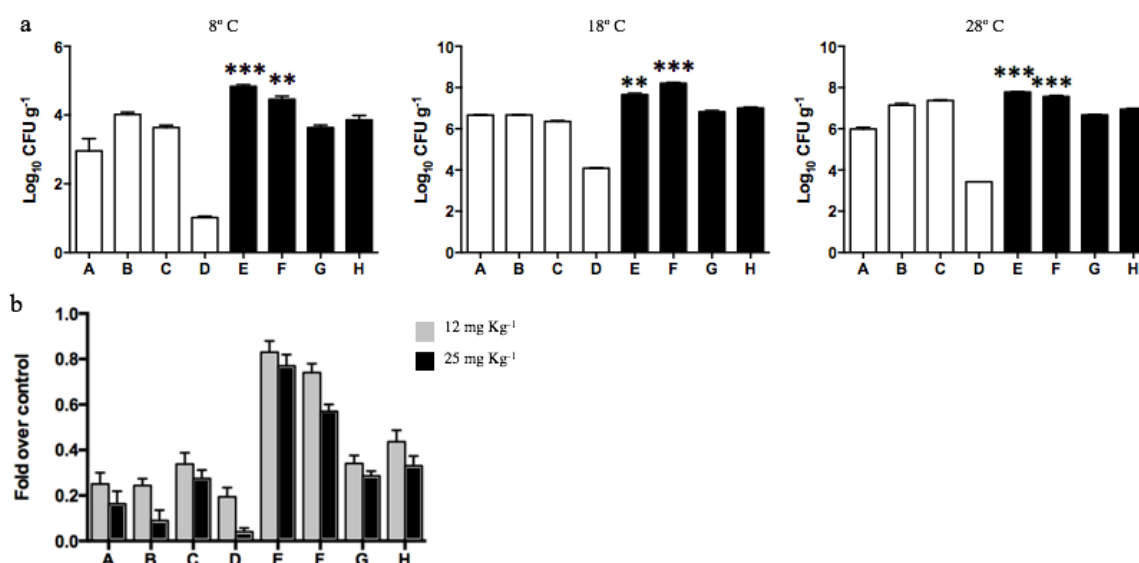 a
8º C
18º C
28º C
Log10 CFU g-1
6
4
2
0
*** **
A B C D E F G H
Log10 CFU g-1
10
8
6
4
2
0
** ***
A B C D E F G H
Log10 CFU g-1
10
8
6
4
2
0
*** ***
A B C D E F G H
b
Fold over control
1.0
0.8
0.6
0.4
0.2
0.0
A B C D E F G H
12 mg Kg-1
25 mg Kg-1